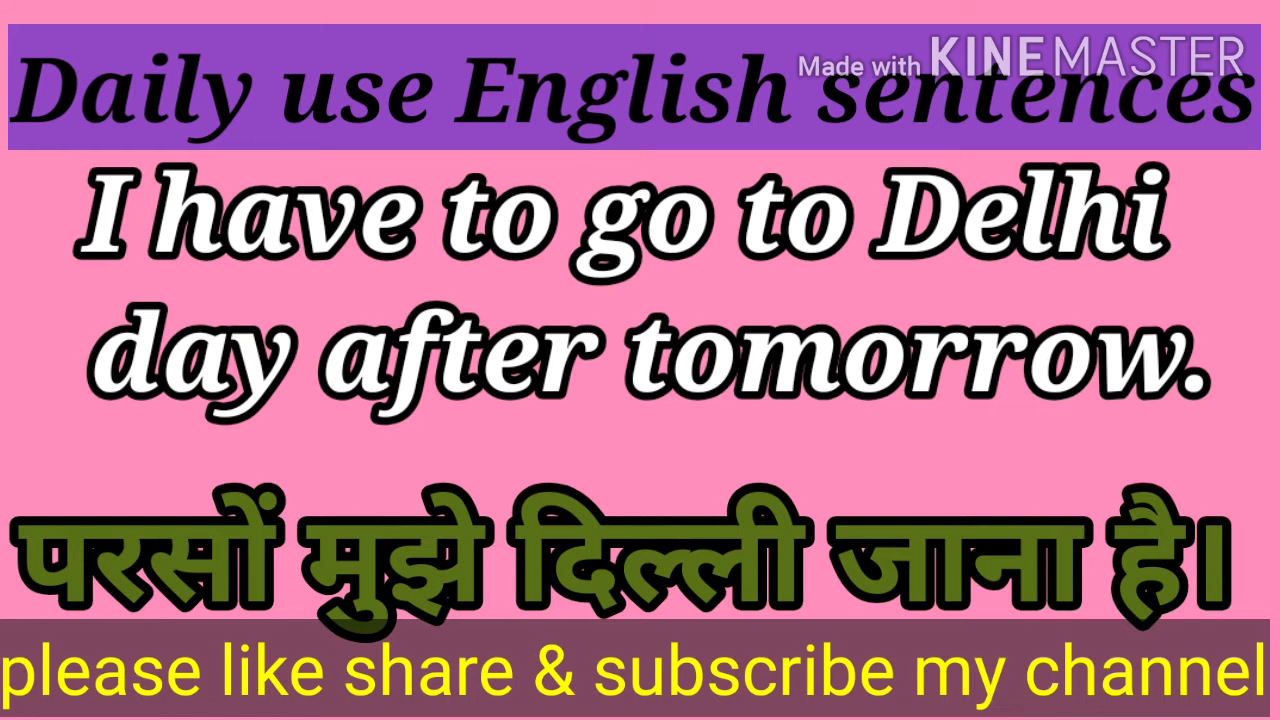 Made with KINEMASTER
Daily use English sentences
I have to go to Delhi
day after tomorrow.
परसों मुझे दिल्ली जाना है।
please like share & subscribe my channel